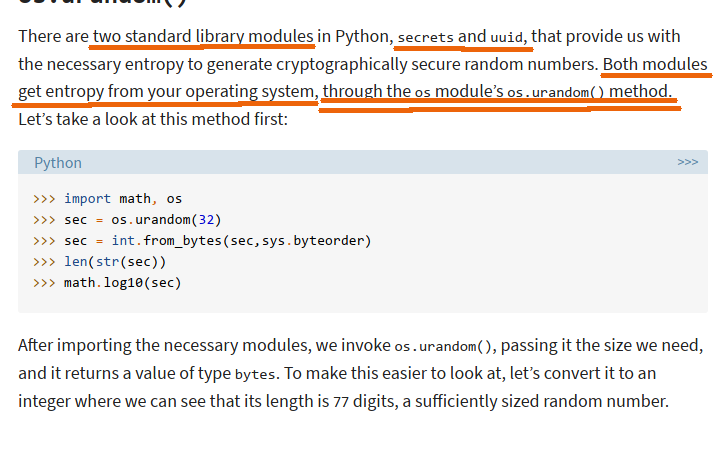 os.urandom()
There are two standard library modules in Python, secrets and uuid, that provide us with
the necessary entropy to generate cryptographically secure random numbers. Both modules
get entropy from your operating system, through the os module’s os.urandom() method.
Let’s take a look at this method first:
Python >>>
>>> import math, os
>>> sec = os.urandom(32)
>>> sec = int.from_bytes(sec,sys.byteorder)
>>> len(str(sec))
>>> math.log10(sec)
After importing the necessary modules, we invoke os.urandom(), passing it the size we need,
and it returns a value of type bytes. To make this easier to look at, let’s convert it to an
integer where we can see that its length is 77 digits, a sufficiently sized random number.